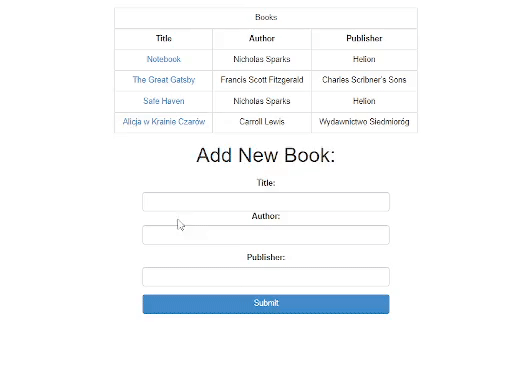 Books
Title Author Publisher
Notebook Nicholas Sparks Helion
The Great Gatsby Francis Scott Fitzgerald Charles Scribner's Sons
Safe Haven Nicholas Sparks Helion
Alicja w Krainie Czarów Carroll Lewis Wydawnictwo Siedmioróg
Add New Book:
Title:
Author:
Publisher:
Submit